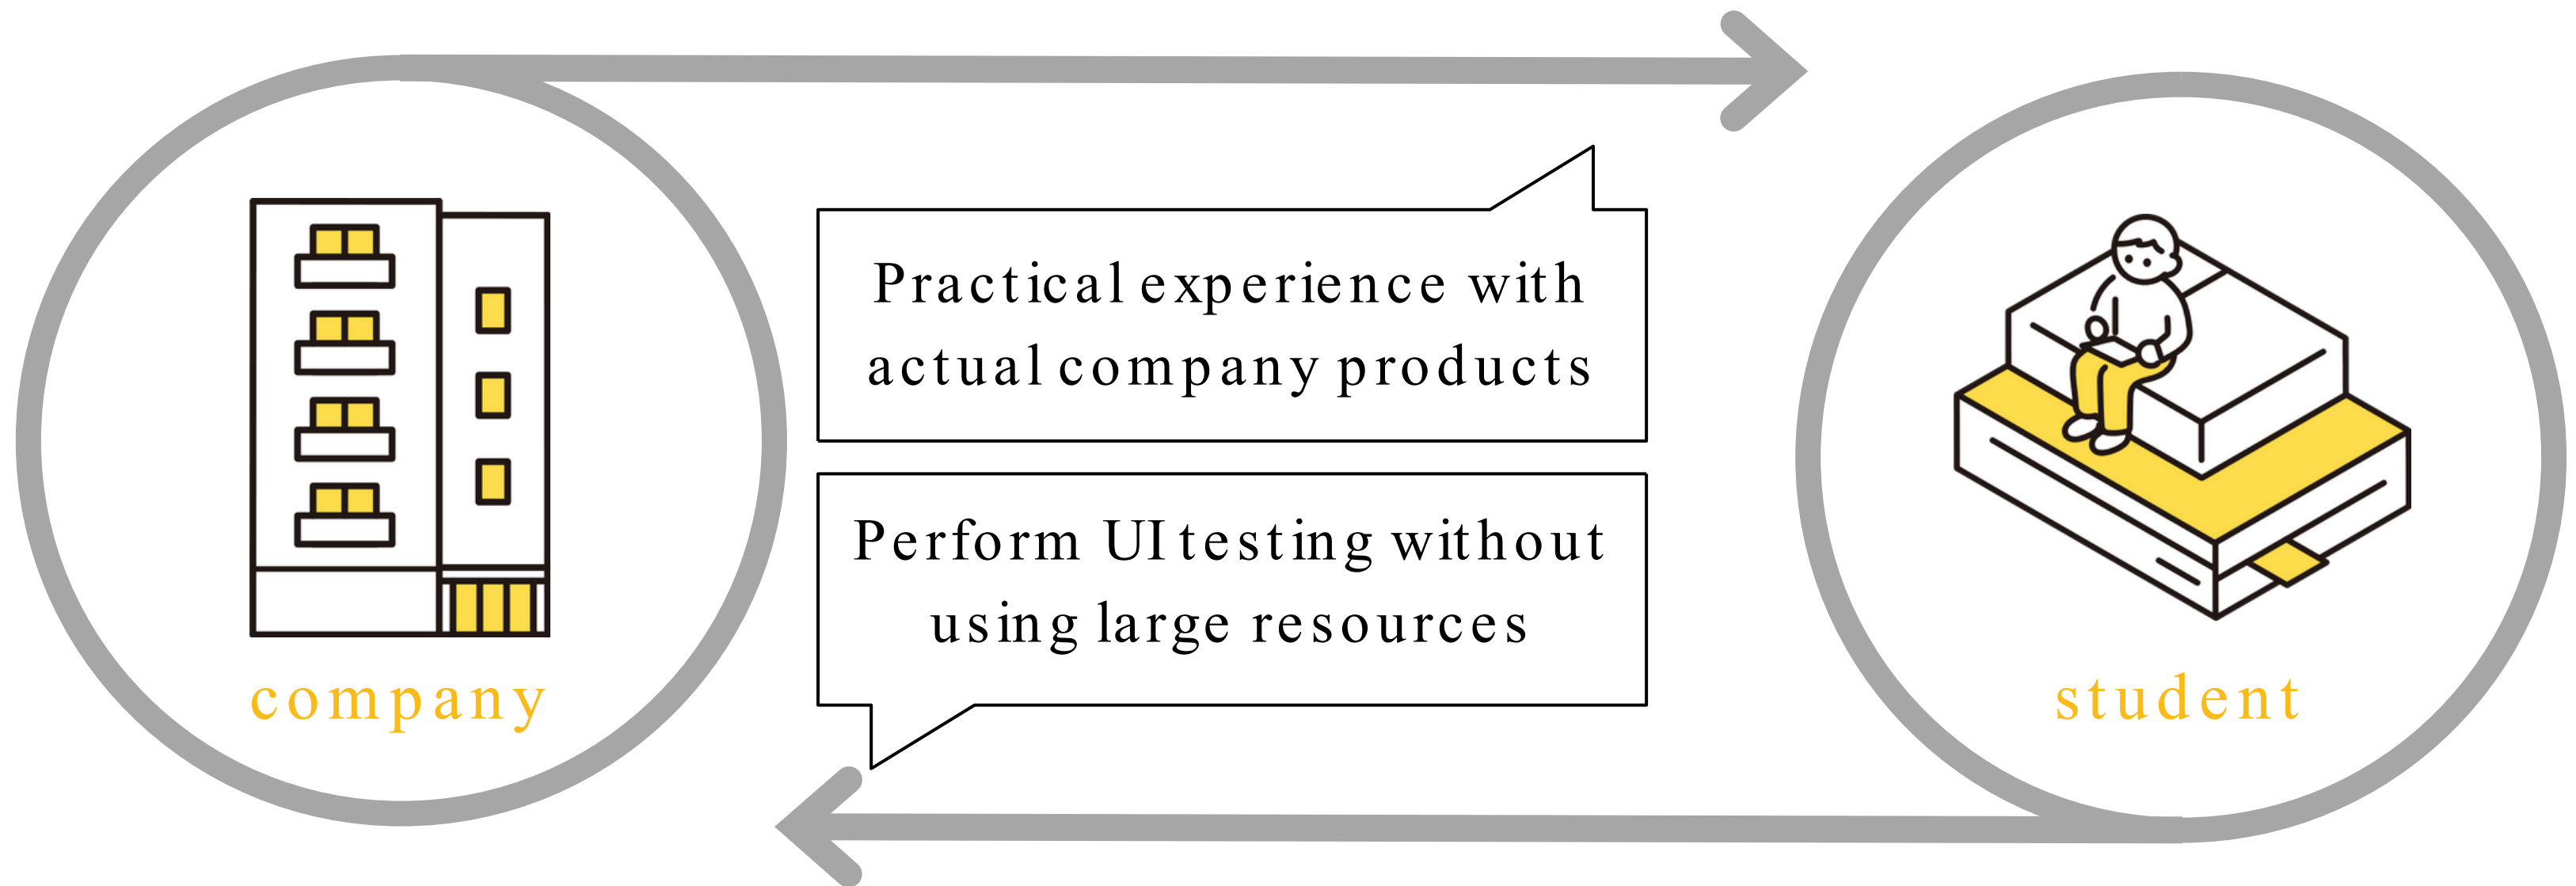 Practical experience with
actual company products
Perform UI testing without
using large resources
company
student